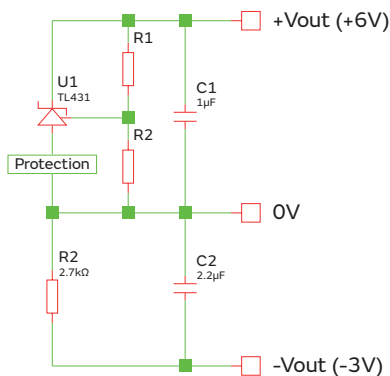 +Vout (+6V)
R1
U1
TL431
C1
1µF
R2
Protection
0V
R2
2.7kΩ
C2
2.2µF
-Vout (-3V)